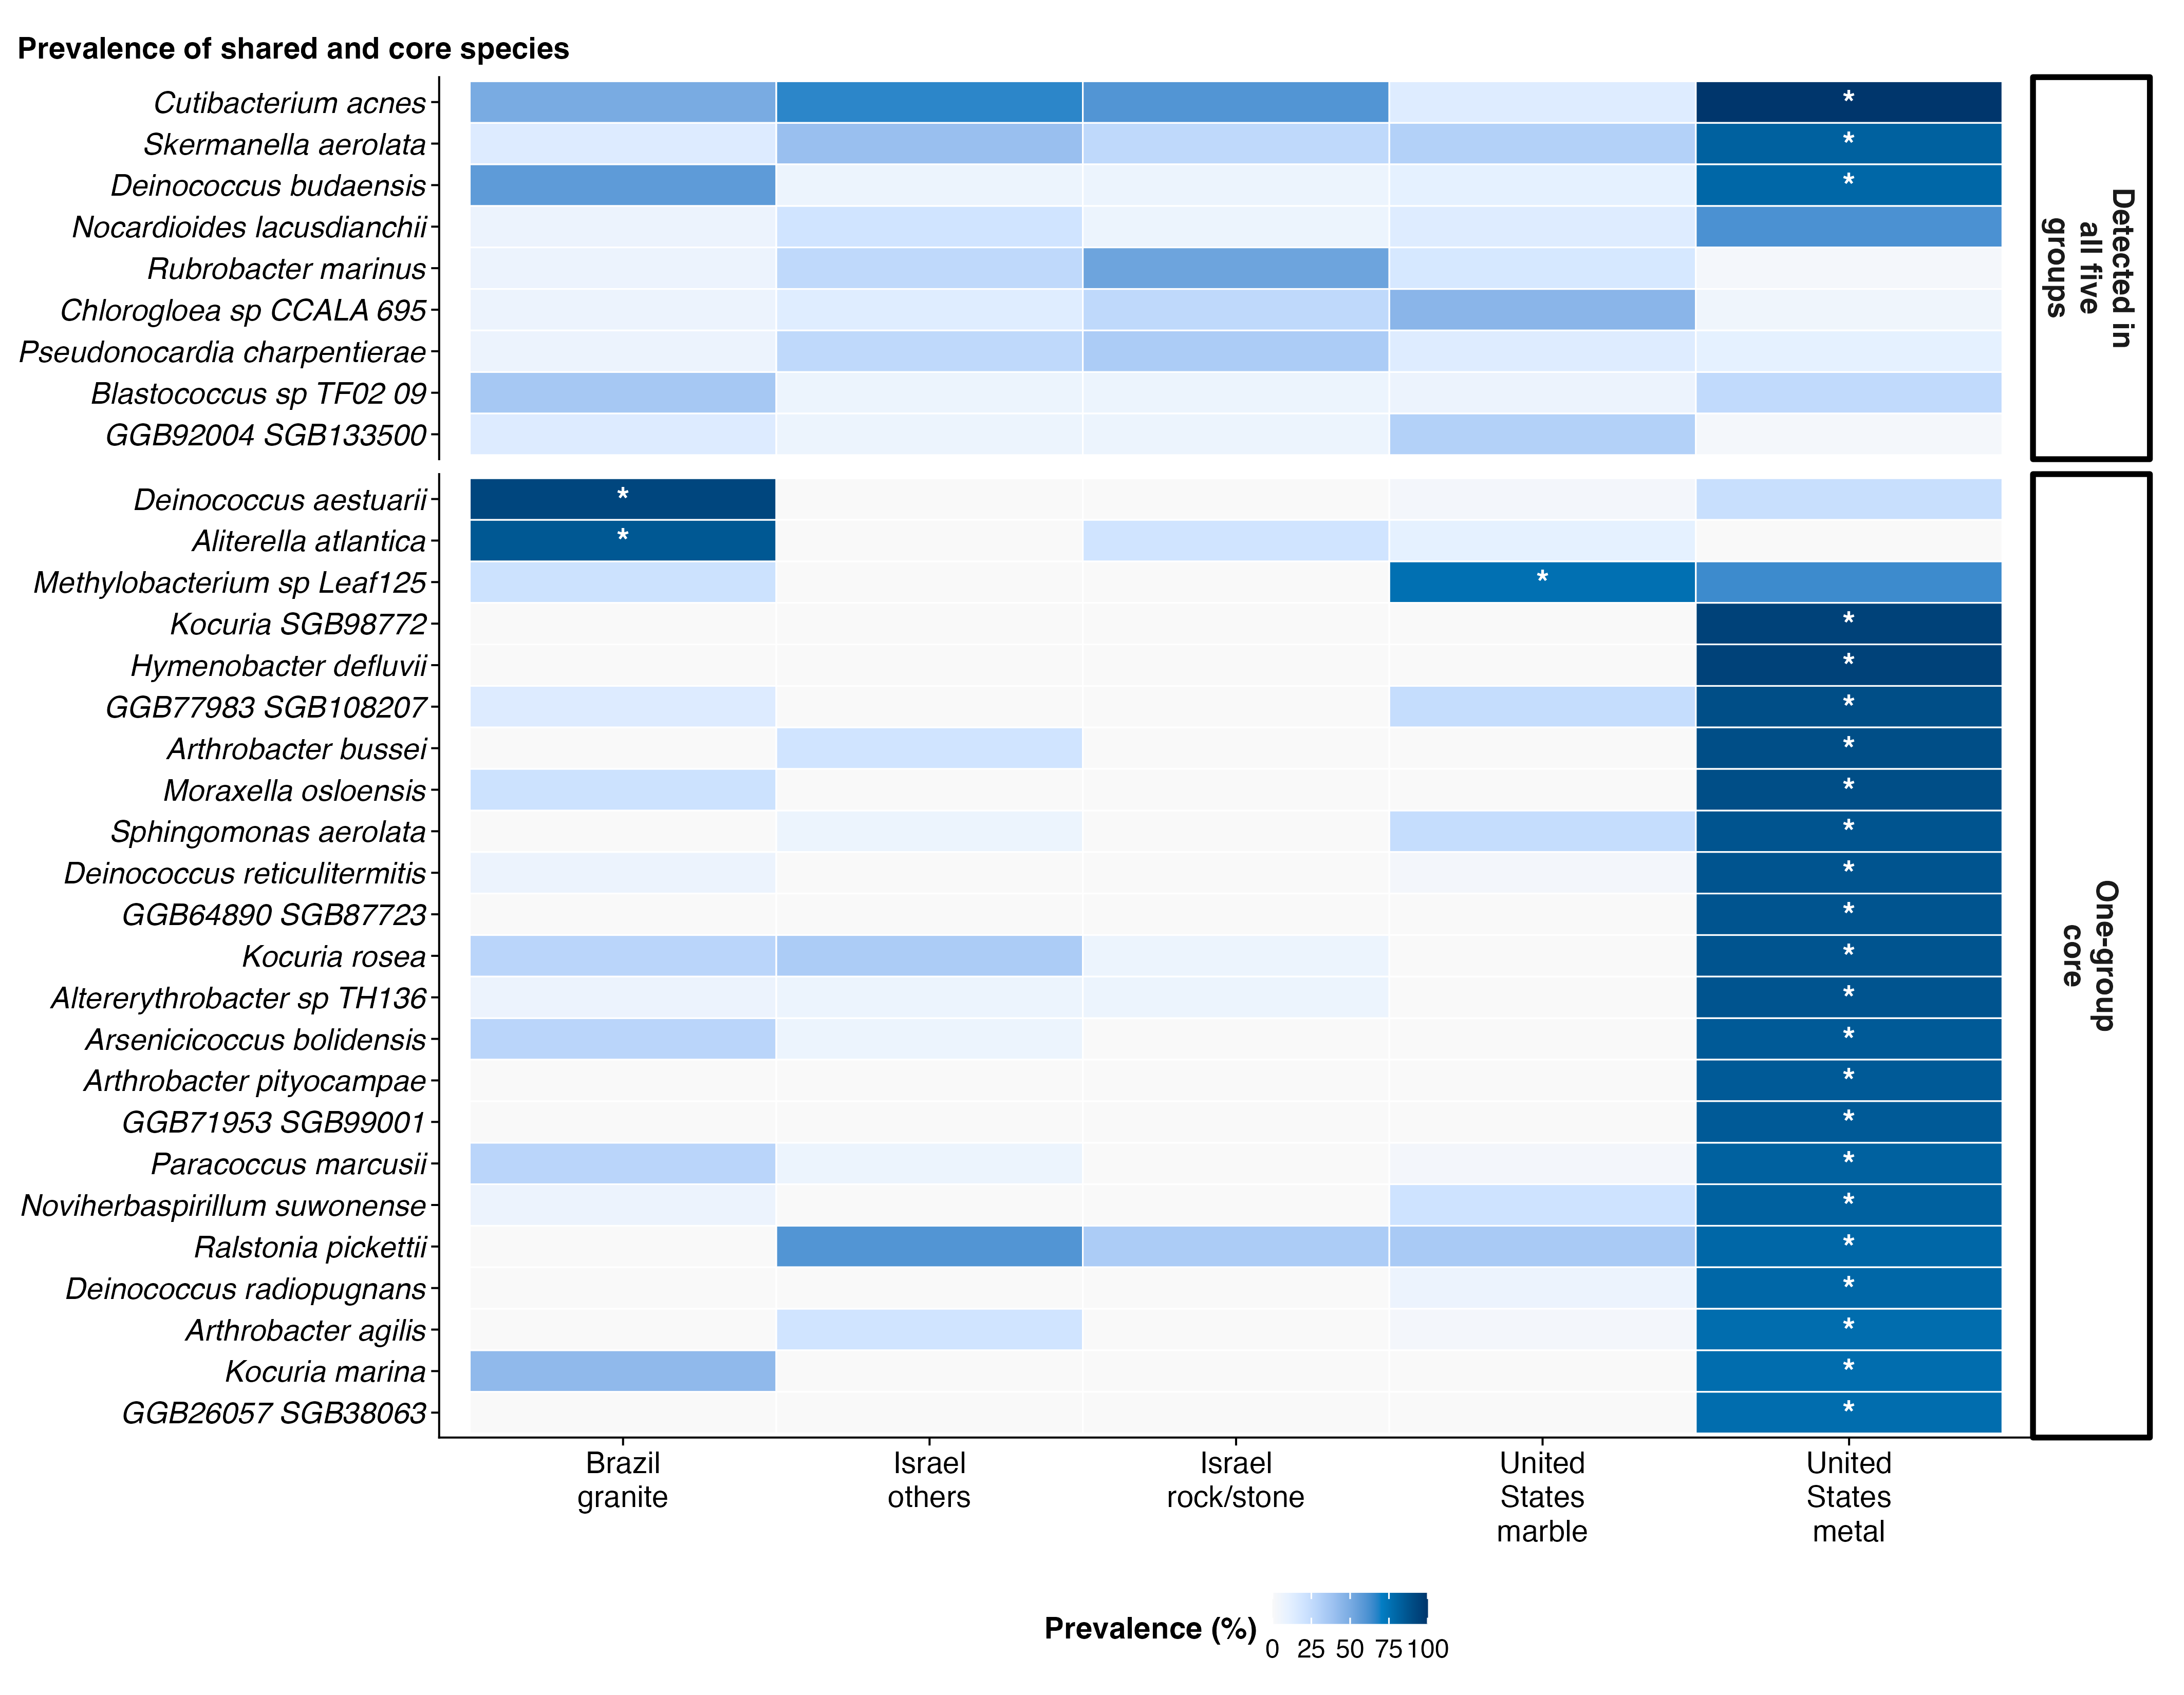 Prevalence of shared and core species
Cutibacterium acnes
*
Skermanella aerolata
*
Deinococcus budaensis
*
Nocardioides lacusdianchii
Rubrobacter marinus
Chlorogloea sp CCALA 695
Pseudonocardia charpentierae
Blastococcus sp TF02 09
GGB92004 SGB133500
Detected in
all five
groups
Deinococcus aestuarii
*
Aliterella atlantica
*
Methylobacterium sp Leaf125
*
Kocuria SGB98772
*
Hymenobacter defluvii
*
GGB77983 SGB108207
*
Arthrobacter bussei
*
Moraxella osloensis
*
Sphingomonas aerolata
*
Deinococcus reticulitermitis
*
GGB64890 SGB87723
*
Kocuria rosea
*
Altererythrobacter sp TH136
*
Arsenicicoccus bolidensis
*
Arthrobacter pityocampae
*
GGB71953 SGB99001
*
Paracoccus marcusii
*
Noviherbaspirillum suwonense
*
Ralstonia pickettii
*
Deinococcus radiopugnans
*
Arthrobacter agilis
*
Kocuria marina
*
GGB26057 SGB38063
*
One-group
core
Brazil
granite
Israel
others
Israel
rock/stone
United
States
marble
United
States
metal
Prevalence (%)
0 25 50 75 100